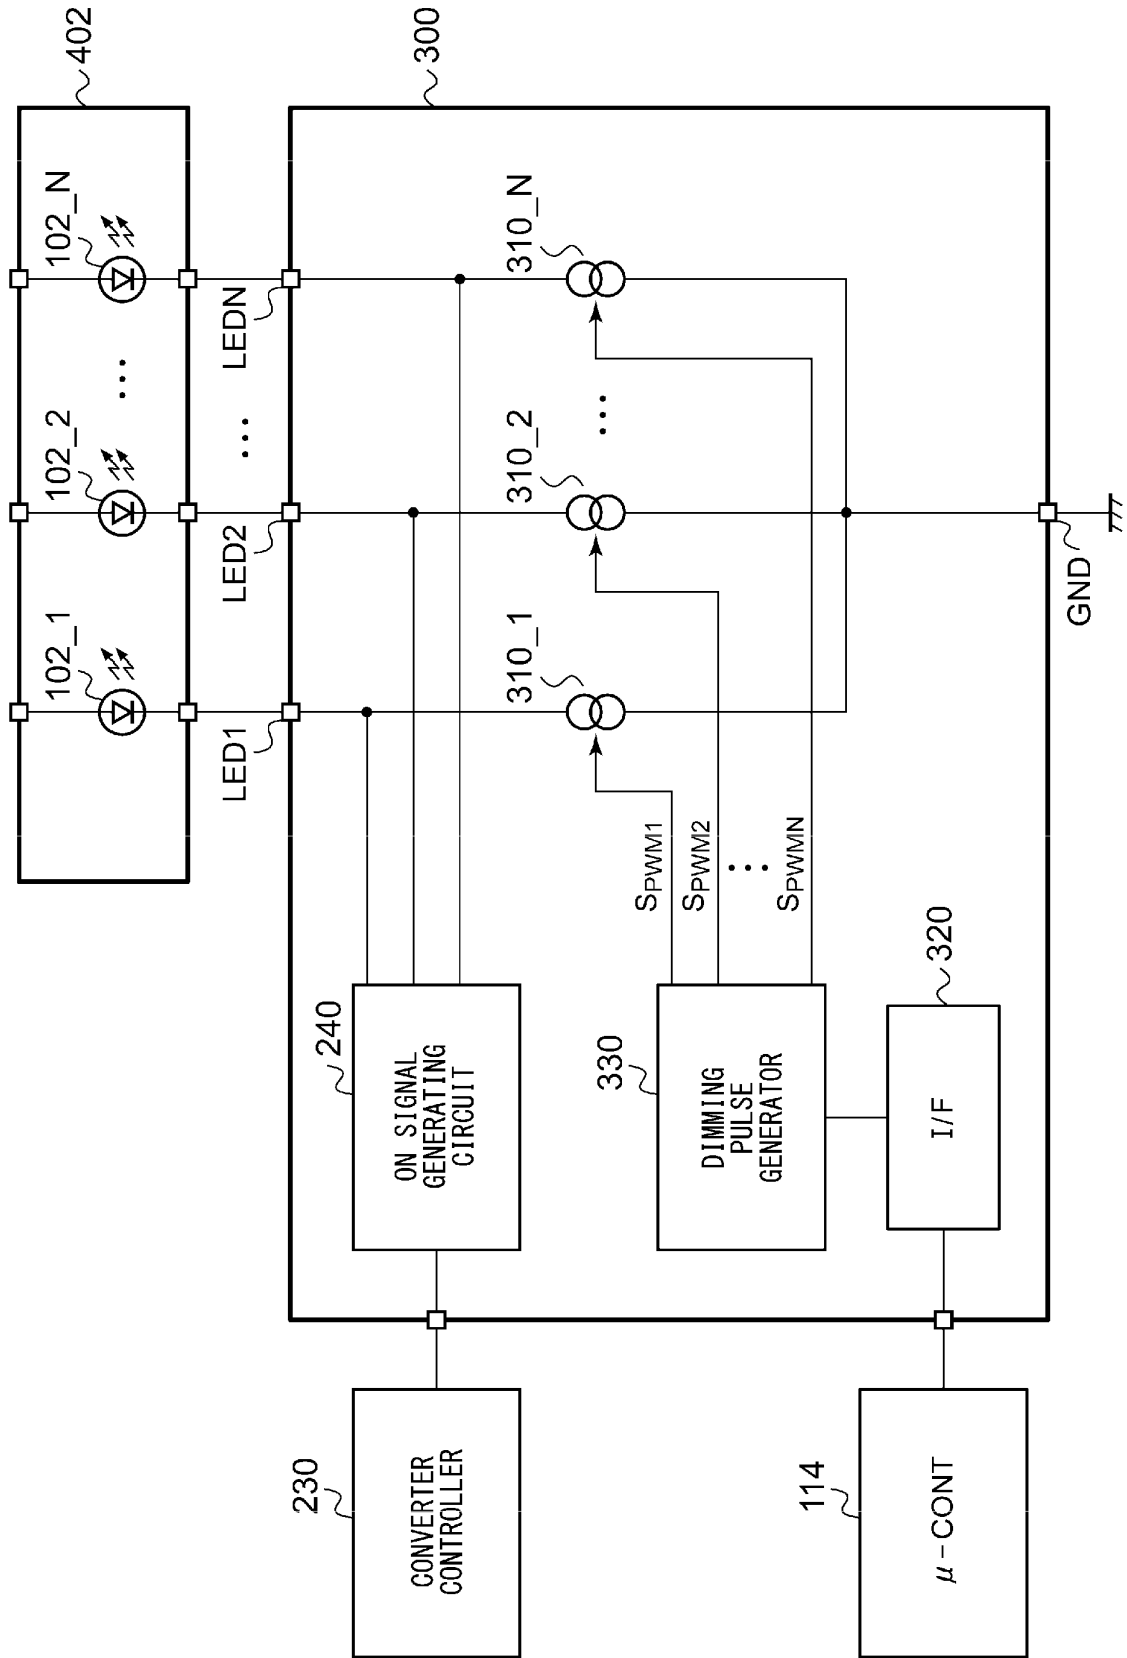 402
102_1
102_2
102_N
...
LED1
LED2
...
LEDN
300
240
ON SIGNAL
GENERATING
CIRCUIT
230
CONVERTER
CONTROLLER
310_1
310_2
...
310_N
SPWM1
SPWM2
...
SPWMN
330
DIMMING
PULSE
GENERATOR
320
I/F
114
μ-CONT
GND